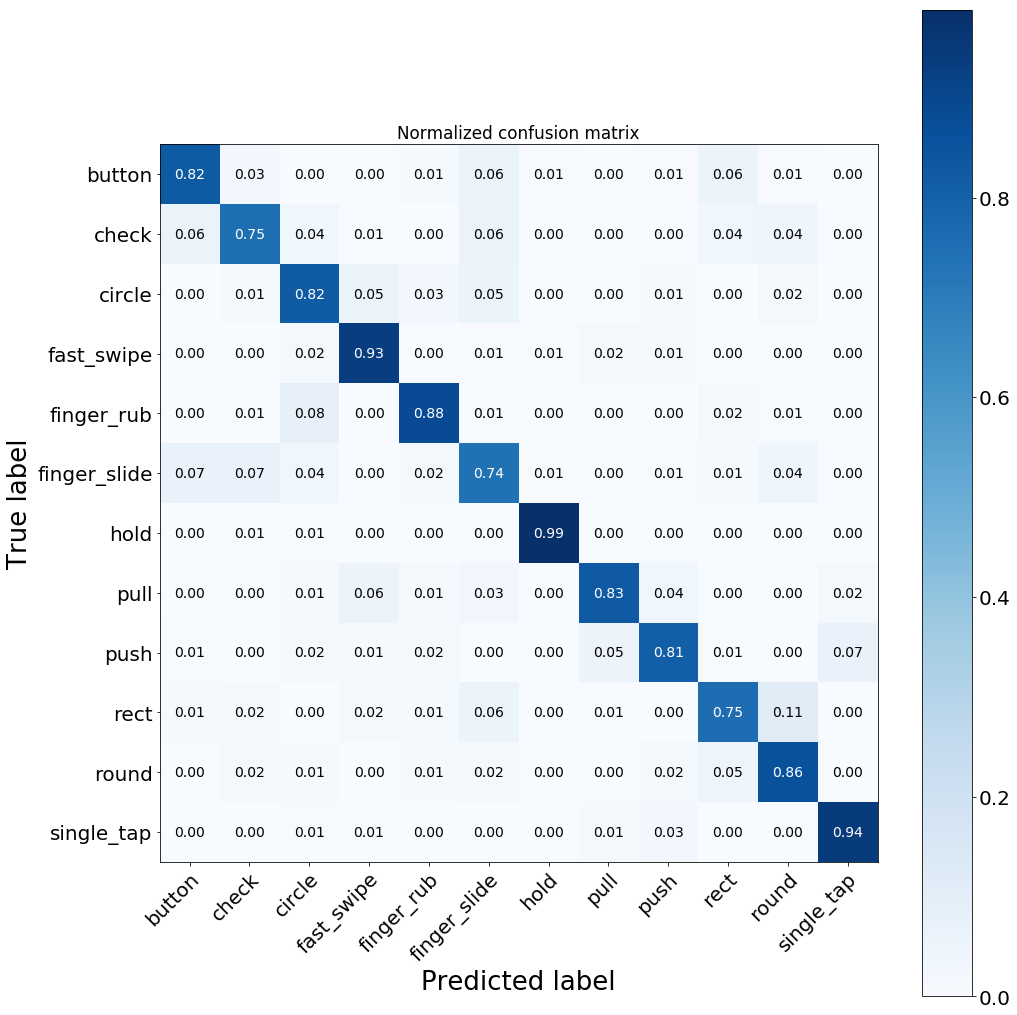 Normalized confusion matrix
True label
button 0.82 0.03 0.00 0.00 0.01 0.06 0.01 0.00 0.01 0.06 0.01 0.00
check 0.06 0.75 0.04 0.01 0.00 0.06 0.00 0.00 0.00 0.04 0.04 0.00
circle 0.00 0.01 0.82 0.05 0.03 0.05 0.00 0.00 0.01 0.00 0.02 0.00
fast_swipe 0.00 0.00 0.02 0.93 0.00 0.01 0.01 0.02 0.01 0.00 0.00 0.00
finger_rub 0.00 0.01 0.08 0.00 0.88 0.01 0.00 0.00 0.00 0.02 0.01 0.00
finger_slide 0.07 0.07 0.04 0.00 0.02 0.74 0.01 0.00 0.01 0.01 0.04 0.00
hold 0.00 0.01 0.01 0.00 0.00 0.00 0.99 0.00 0.00 0.00 0.00 0.00
pull 0.00 0.00 0.01 0.06 0.01 0.03 0.00 0.83 0.04 0.00 0.00 0.02
push 0.01 0.00 0.02 0.01 0.02 0.00 0.00 0.05 0.81 0.01 0.00 0.07
rect 0.01 0.02 0.00 0.02 0.01 0.06 0.00 0.01 0.00 0.75 0.11 0.00
round 0.00 0.02 0.01 0.00 0.01 0.02 0.00 0.00 0.02 0.05 0.86 0.00
single_tap 0.00 0.00 0.01 0.01 0.00 0.00 0.00 0.01 0.03 0.00 0.00 0.94
button check circle fast_swipe finger_rub finger_slide hold pull push rect round single_tap
Predicted label
0.8
0.6
0.4
0.2
0.0